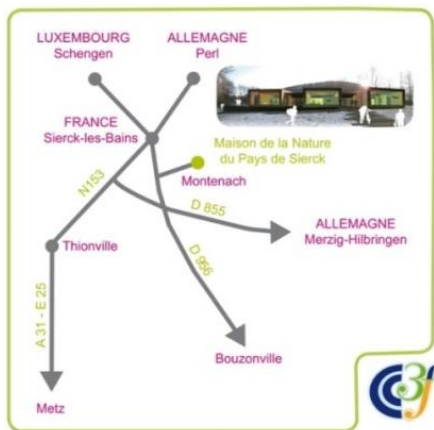 LUXEMBOURG
Schengen
ALLEMAGNE
Perl
FRANCE
Sierck-les-Bains
Maison de la Nature
du Pays de Sierck
Montenach
N153
D 855
ALLEMAGNE
Merzig-Hilbringen
Thionville
D 956
A 31 - E 25
Bouzonville
Metz
CC3f